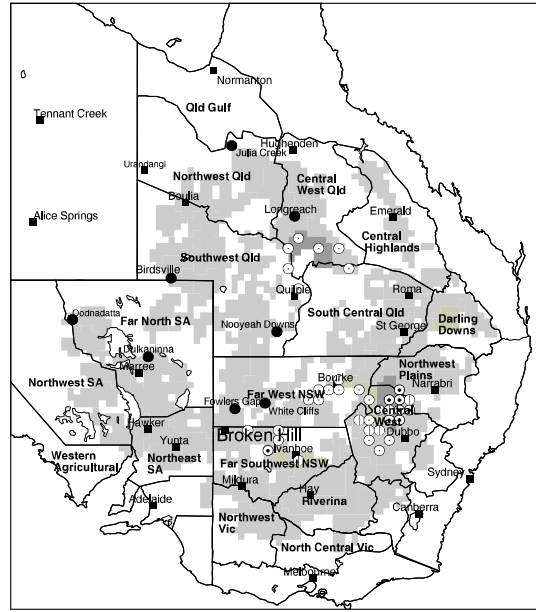 Normanton
Qld Gulf
Tennant Creek
Hughenden
Julia Creek
Urandangi
Northwest Qld
Central
West Qld
Boulia
Longreach
Emerald
Alice Springs
Central
Highlands
Southwest Qld
Birdsville
Quilpie
Roma
South Central Qld
Oodnadatta
Far North SA
Nooyeah Downs
St George
Darling
Downs
Dulkaninna
Marree
Northwest
Plains
Northwest SA
Bourke
Narrabri
Far West NSW
Fowlers Gap
White Cliffs
Central
West
Hawker
Broken Hill
Dubbo
Yunta
Ivanhoe
Western
Agricultural
Northeast
SA
Far Southwest NSW
Sydney
Mildura
Hay
Riverina
Adelaide
Canberra
Northwest
Vic
North Central Vic
Melbourne